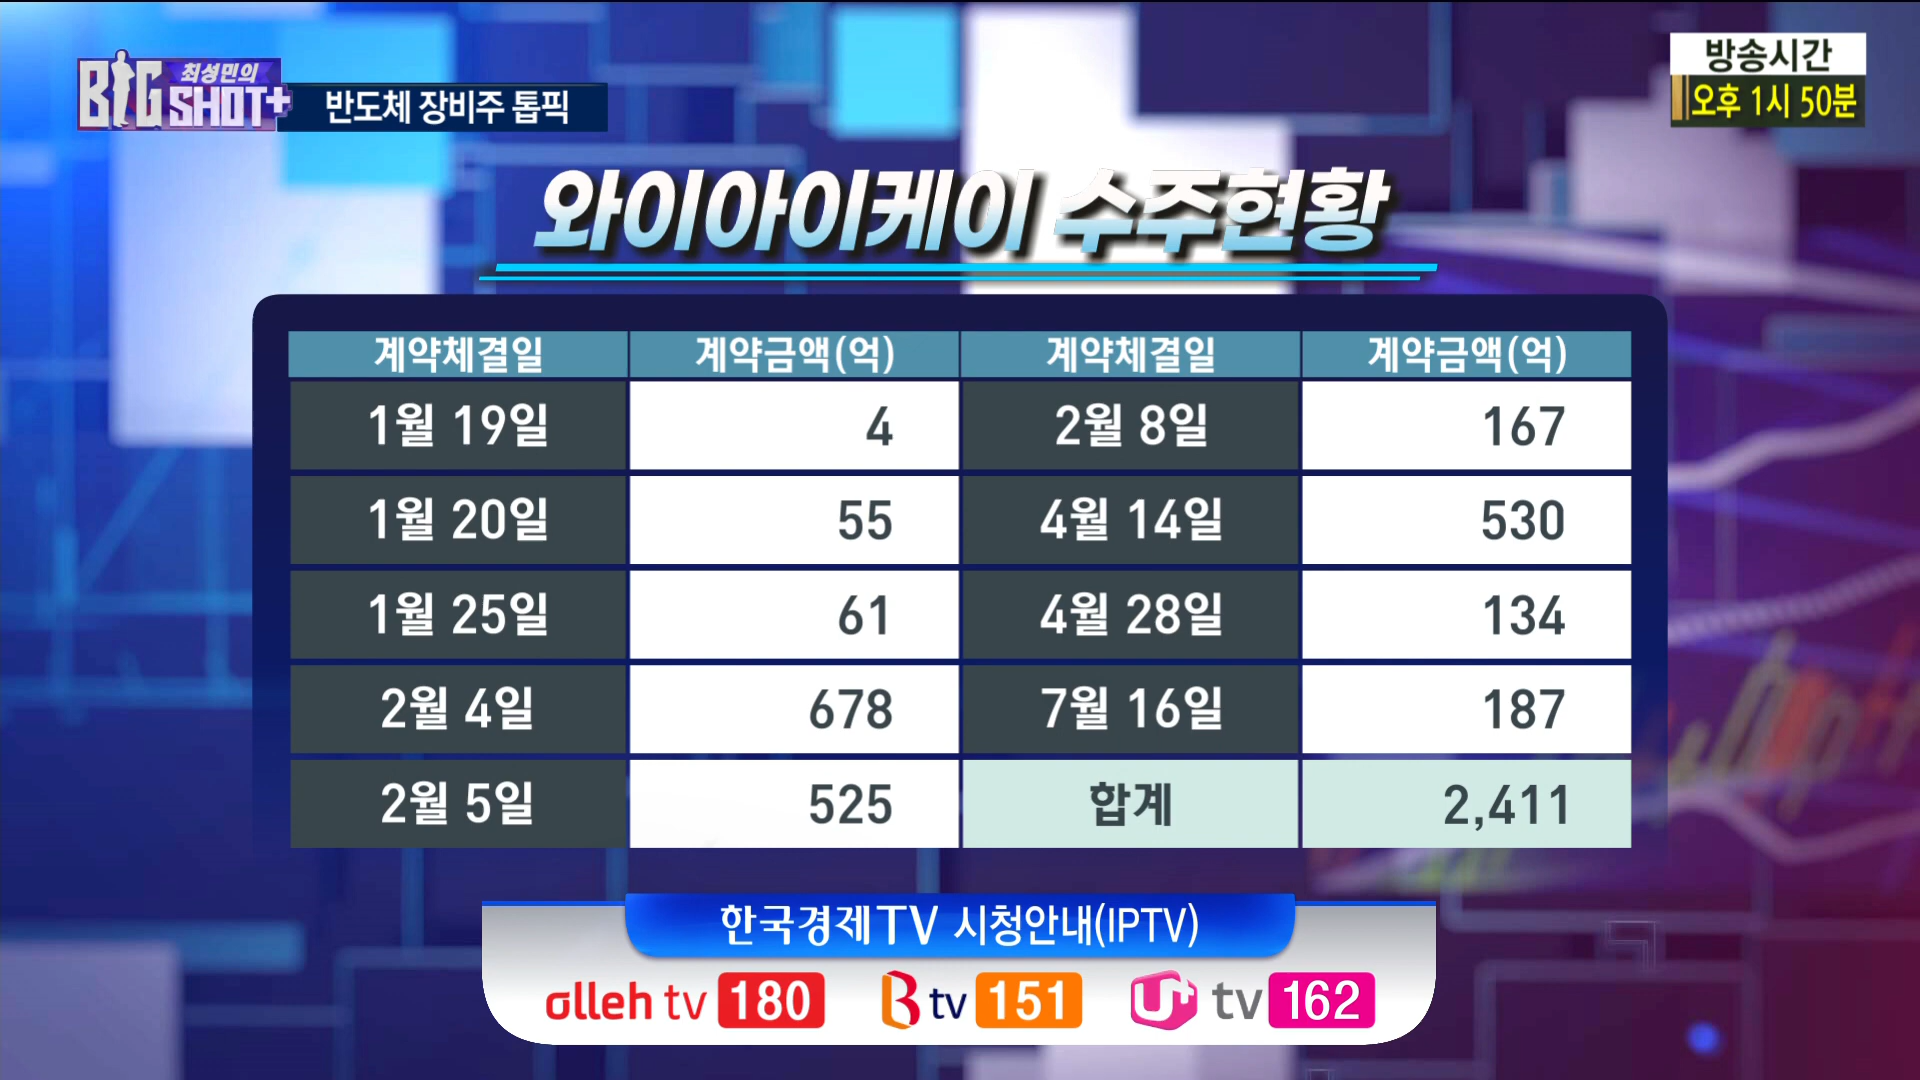 BIG 최성민의
SHOT+
반도체 장비주 톱픽
방송시간
오후 1시 50분
와이아이케이 수주현황
계약체결일 계약금액(억) 계약체결일 계약금액(억)
1월 19일 4 2월 8일 167
1월 20일 55 4월 14일 530
1월 25일 61 4월 28일 134
2월 4일 678 7월 16일 187
2월 5일 525 합계 2,411
한국경제TV 시청안내(IPTV)
olleh tv 180 B tv 151 U+ tv 162